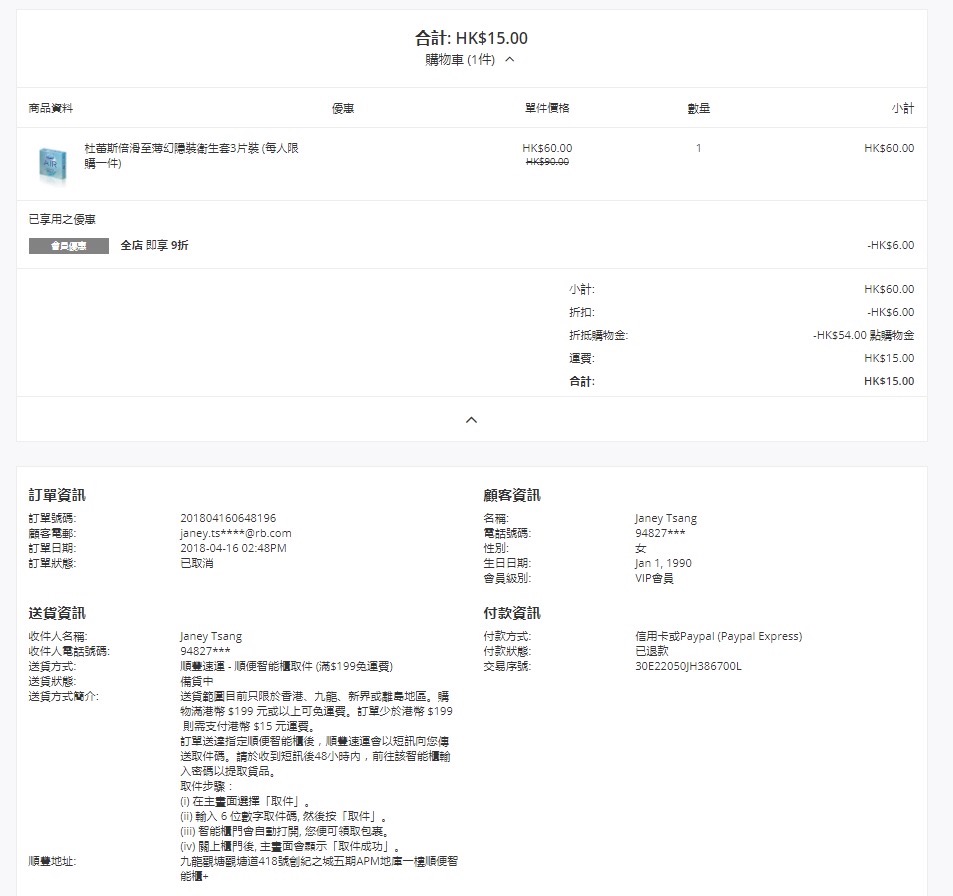 合計: HK$15.00
購物車 (1件)
商品資料 優惠 單件價格 數量 小計
杜蕾斯倍滑至薄幻隱裝衛生套3片裝 (每人限 HK$60.00 1 HK$60.00
購一件) HK$90.00
AIR
已享用之優惠
會員優惠 全店 即享 9折 -HK$6.00
小計: HK$60.00
折扣: -HK$6.00
折抵購物金: -HK$54.00 點購物金
運費: HK$15.00
合計: HK$15.00
訂單資訊
訂單號碼: 201804160648196
顧客電郵: janey.ts****@rb.com
訂單日期: 2018-04-16 02:48PM
訂單狀態: 已取消
顧客資訊
名稱: Janey Tsang
電話號碼: 94827***
性別: 女
生日日期: Jan 1, 1990
會員級別: VIP會員
送貨資訊
收件人名稱: Janey Tsang
收件人電話號碼: 94827***
送貨方式: 順豐速運 - 順便智能櫃取件 (滿$199免運費)
送貨狀態: 備貨中
送貨方式簡介: 送貨範圍目前只限於香港、九龍、新界或離島地區。購
物滿港幣 $199 元或以上可免運費。訂單少於港幣 $199
則需支付港幣 $15 元運費。
訂單送達指定順便智能櫃後，順豐速運會以短訊向您傳
送取件碼。請於收到短訊後48小時內，前往該智能櫃輸
入密碼以提取貨品。
取件步驟：
(i) 在主畫面選擇「取件」。
(ii) 輸入 6 位數字取件碼, 然後按「取件」。
(iii) 智能櫃門會自動打開, 您便可領取包裹。
(iv) 關上櫃門後, 主畫面會顯示「取件成功」。
順豐地址: 九龍觀塘觀塘道418號創紀之城五期APM地庫一樓順便智
能櫃+
付款資訊
付款方式: 信用卡或Paypal (Paypal Express)
付款狀態: 已退款
交易序號: 30E22050JH386700L